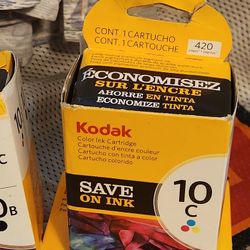 CONT. 1 CARTUCHO
CONT. 1 CARTOUCHE
420
ÉCONOMISEZ
SUR L'ENCRE
AHORRE EN TINTA
ECONOMIZE TINTA
Kodak
Color Ink Cartridge
Cartouche d'encre couleur
Cartucho con tinta a color
Cartucho colorido
SAVE
ON INK
10
C
10
C
B